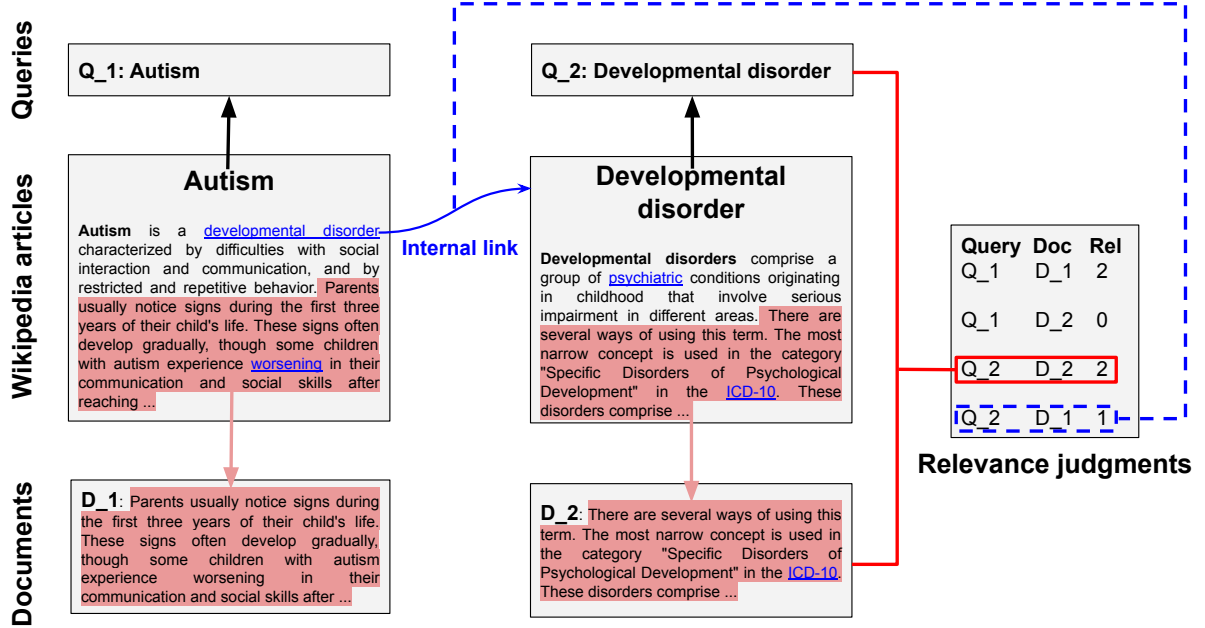 Queries
Q_1: Autism
Q_2: Developmental disorder
Wikipedia articles
Autism
Autism is a developmental disorder
characterized by difficulties with social
interaction and communication, and by
restricted and repetitive behavior. Parents
usually notice signs during the first three
years of their child's life. These signs often
develop gradually, though some children
with autism experience worsening in their
communication and social skills after
reaching ...
Internal link
Developmental
disorder
Developmental disorders comprise a
group of psychiatric conditions originating
in childhood that involve serious
impairment in different areas. There are
several ways of using this term. The most
narrow concept is used in the category
"Specific Disorders of Psychological
Development" in the ICD-10. These
disorders comprise ...
Query Doc Rel
Q_1 D_1 2
Q_1 D_2 0
Q_2 D_2 2
Q_2 D_1 1
Relevance judgments
Documents
D_1: Parents usually notice signs during
the first three years of their child's life.
These signs often develop gradually,
though some children with autism
experience worsening in their
communication and social skills after ...
D_2: There are several ways of using this
term. The most narrow concept is used in
the category "Specific Disorders of
Psychological Development" in the ICD-10.
These disorders comprise ...